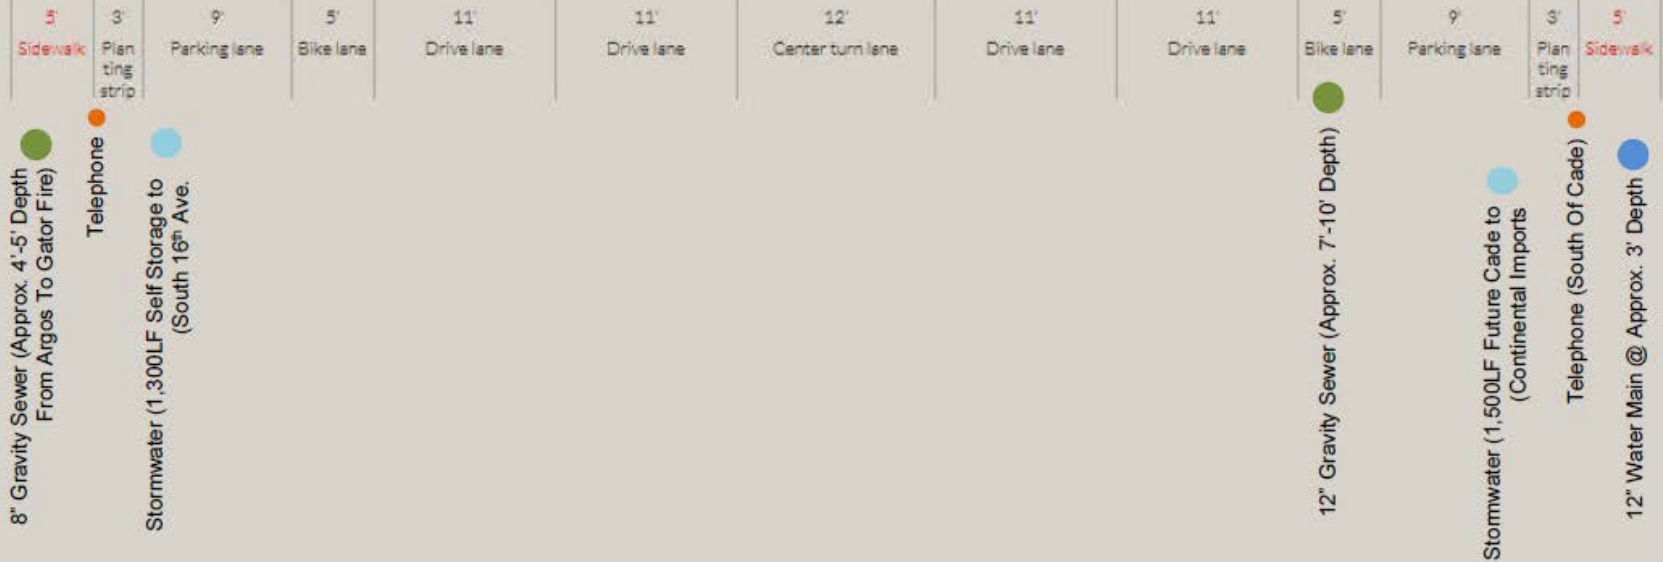 5' 3' 9' 5' 11' 11' 12' 11' 11' 5' 9' 3' 5'
Sidewalk
Plan
ting
strip
Parking lane
Bike lane
Drive lane
Drive lane
Center turn lane
Drive lane
Drive lane
Bike lane
Parking lane
Plan
ting
strip
Sidewalk
8" Gravity Sewer (Approx. 4'-5' Depth
From Argos To Gator Fire)
Telephone
Stormwater (1,300LF Self Storage to
(South 16th Ave.
12" Gravity Sewer (Approx. 7'-10' Depth)
Stormwater (1,500LF Future Cade to
(Continental Imports
Telephone (South Of Cade)
12" Water Main @ Approx. 3' Depth